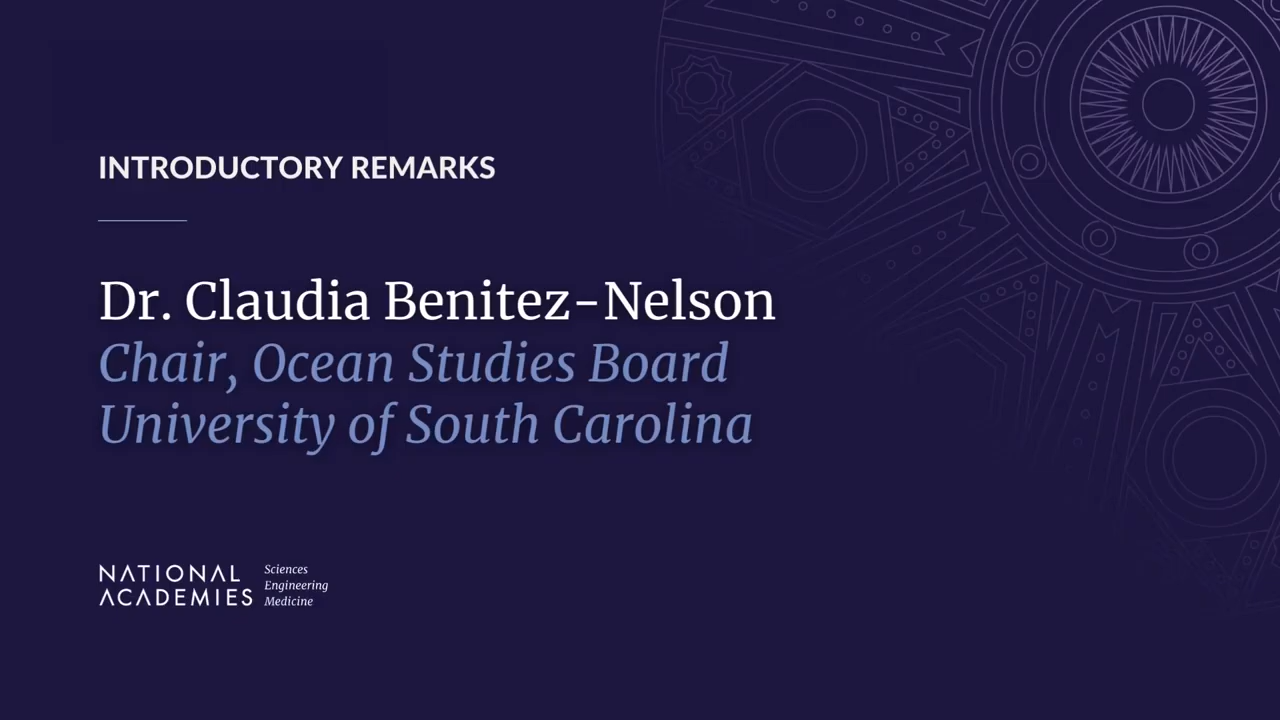 INTRODUCTORY REMARKS
Dr. Claudia Benitez-Nelson
Chair, Ocean Studies Board
University of South Carolina
NATIONAL
ACADEMIES
Sciences
Engineering
Medicine